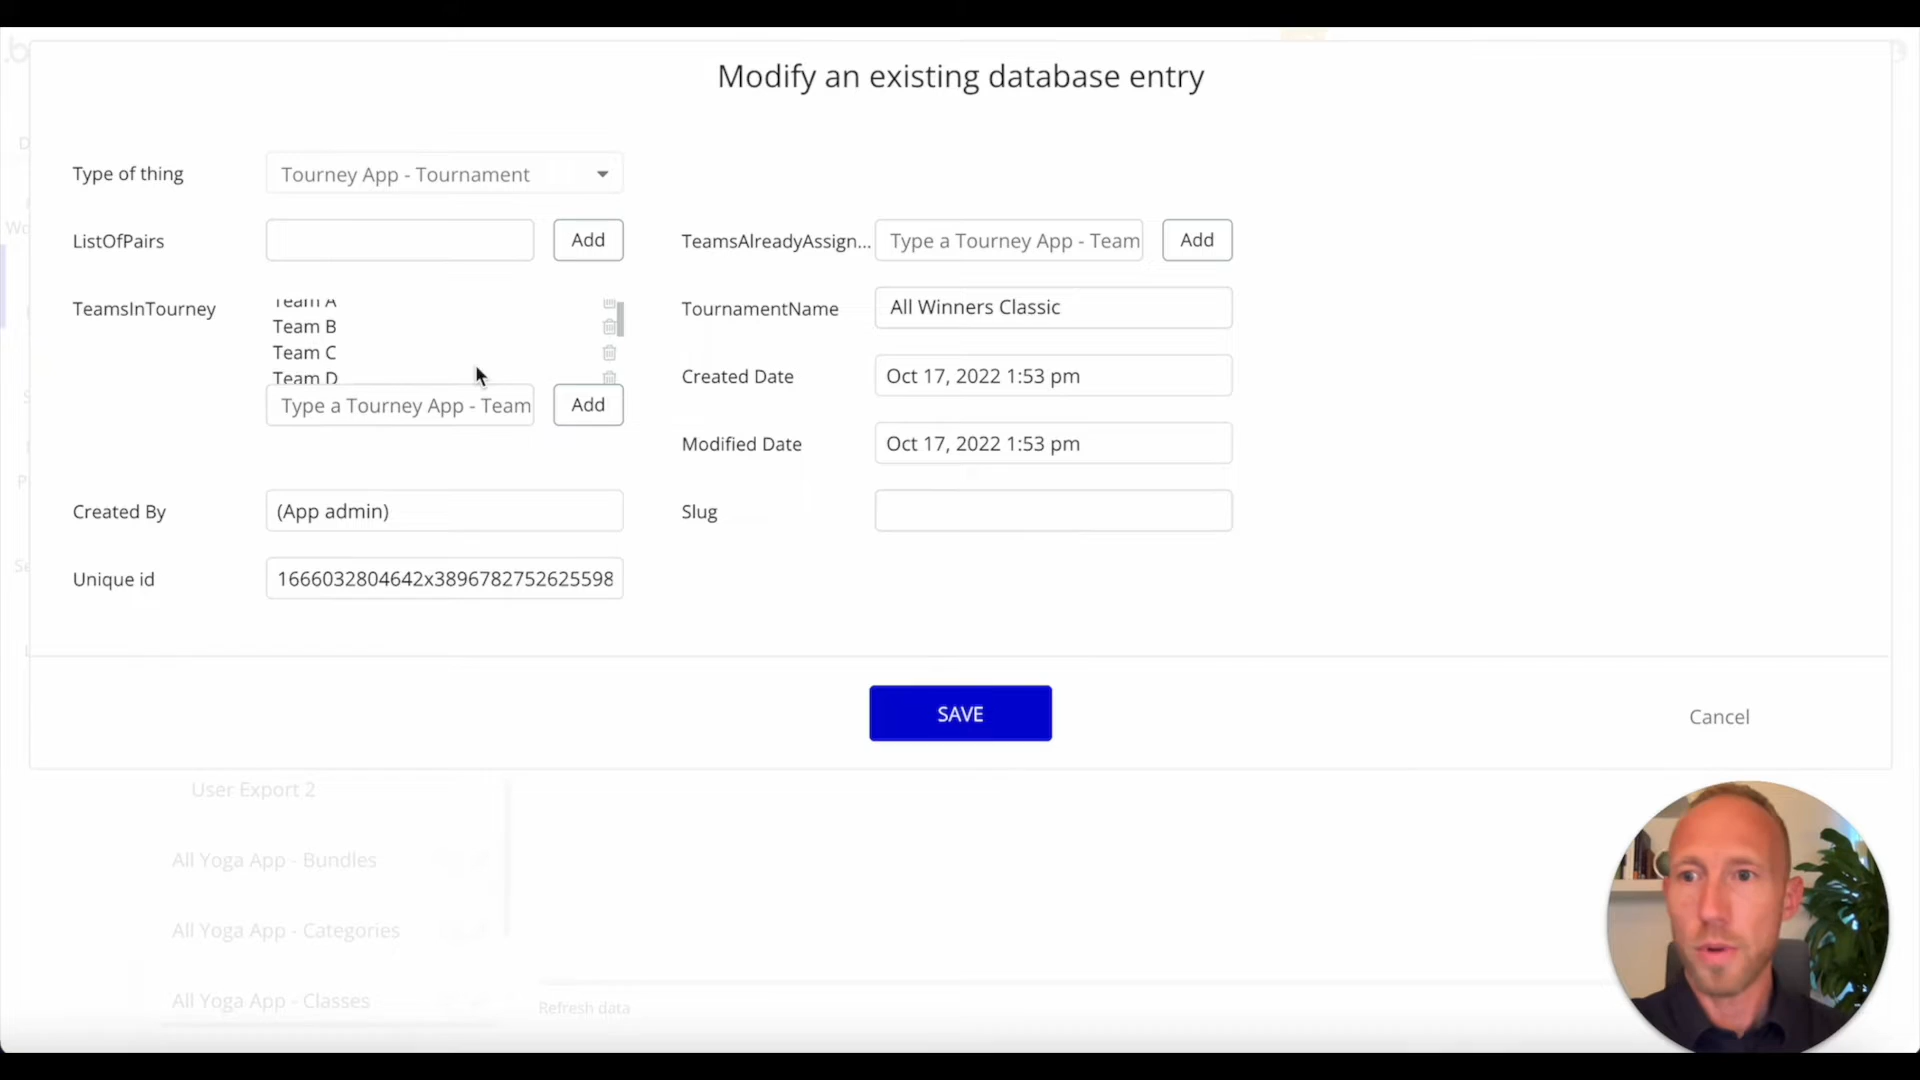 Modify an existing database entry
Type of thing
Tourney App - Tournament
ListOfPairs
Add
TeamsAlreadyAssign...
Type a Tourney App - Team
Add
TeamsInTourney
Team A
Team B
Team C
Team D
Type a Tourney App - Team
Add
TournamentName
All Winners Classic
Created Date
Oct 17, 2022 1:53 pm
Modified Date
Oct 17, 2022 1:53 pm
Created By
(App admin)
Slug
Unique id
1666032804642x3896782752625598
SAVE
Cancel
User Export 2
All Yoga App - Bundles
All Yoga App - Categories
All Yoga App - Classes
Refresh data